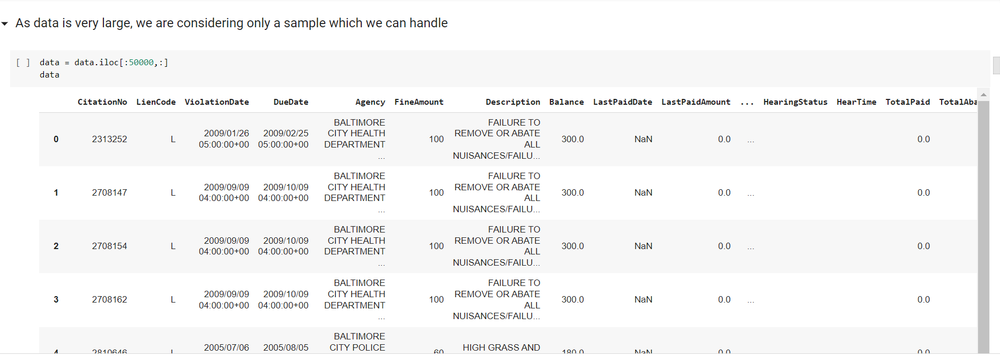 As data is very large, we are considering only a sample which we can handle
[ ] data = data.iloc[:50000,:]
data
CitationNo LienCode ViolationDate DueDate Agency FineAmount Description Balance LastPaidDate LastPaidAmount ... HearingStatus HearTime TotalPaid TotalAba
BALTIMORE FAILURE TO
2009/01/26 2009/02/25 CITY HEALTH REMOVE OR ABATE
0 2313252 L 100 300.0 NaN 0.0 ... 0.0
05:00:00+00 05:00:00+00 DEPARTMENT ALL
... NUISANCES/FAILU...
BALTIMORE FAILURE TO
2009/09/09 2009/10/09 CITY HEALTH REMOVE OR ABATE
1 2708147 L 100 300.0 NaN 0.0 ... 0.0
04:00:00+00 04:00:00+00 DEPARTMENT ALL
... NUISANCES/FAILU...
BALTIMORE FAILURE TO
2009/09/09 2009/10/09 CITY HEALTH REMOVE OR ABATE
2 2708154 L 100 300.0 NaN 0.0 ... 0.0
04:00:00+00 04:00:00+00 DEPARTMENT ALL
... NUISANCES/FAILU...
BALTIMORE FAILURE TO
2009/09/09 2009/10/09 CITY HEALTH REMOVE OR ABATE
3 2708162 L 100 300.0 NaN 0.0 ... 0.0
04:00:00+00 04:00:00+00 DEPARTMENT ALL
... NUISANCES/FAILU...
BALTIMORE
2005/07/06 2005/08/05 CITY POLICE HIGH GRASS AND
4 2810646 L 60 180.0 NaN 0.0 0.0